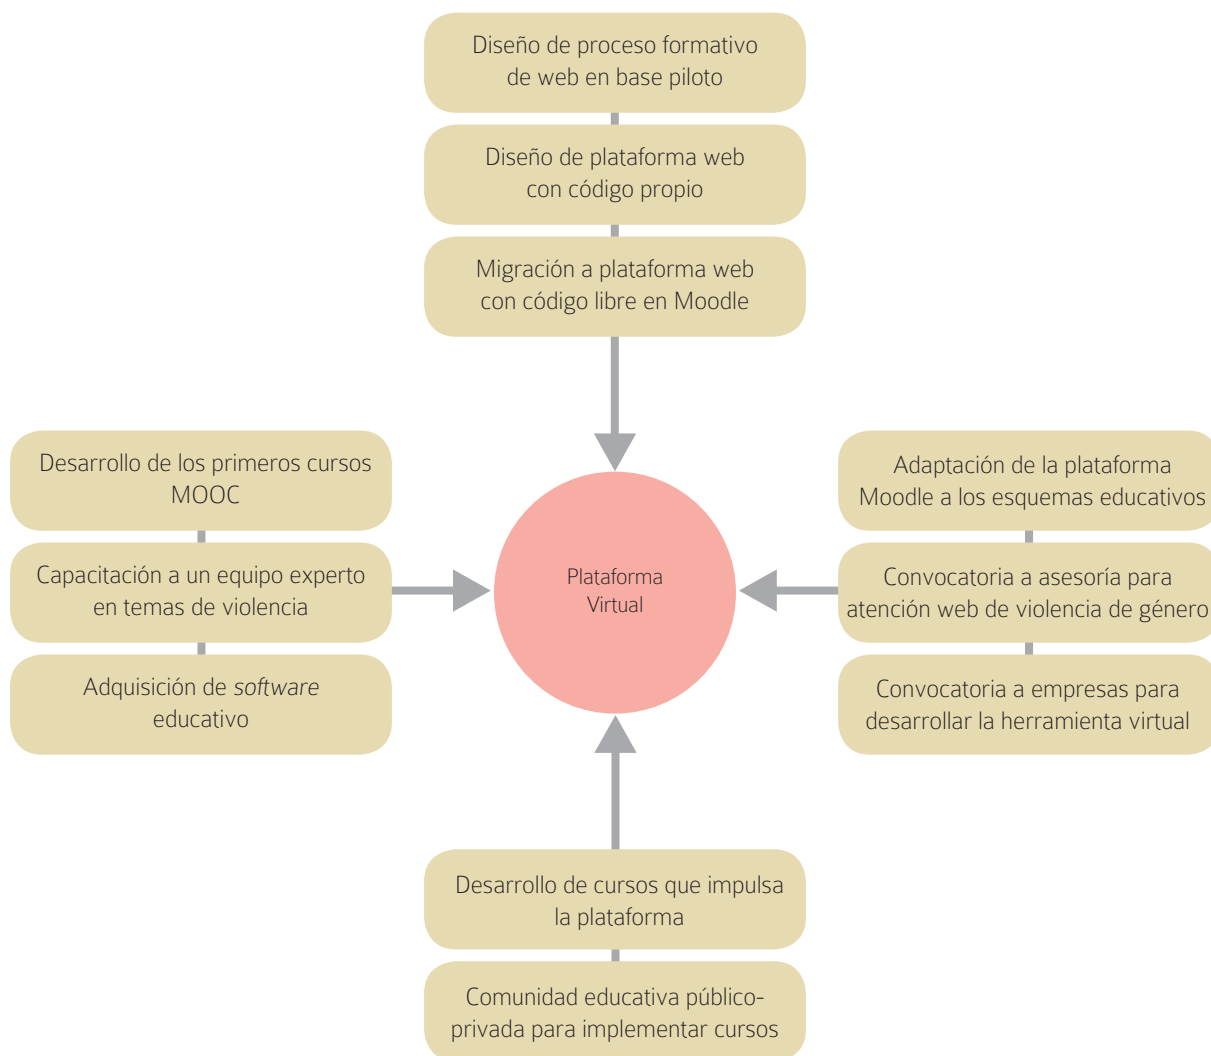 Diseño de proceso formativo
de web en base piloto
Diseño de plataforma web
con código propio
Migración a plataforma web
con código libre en Moodle
Desarrollo de los primeros cursos
MOOC
Capacitación a un equipo experto
en temas de violencia
Adquisición de software
educativo
Plataforma
Virtual
Adaptación de la plataforma
Moodle a los esquemas educativos
Convocatoria a asesoría para
atención web de violencia de género
Convocatoria a empresas para
desarrollar la herramienta virtual
Desarrollo de cursos que impulsa
la plataforma
Comunidad educativa público-
privada para implementar cursos